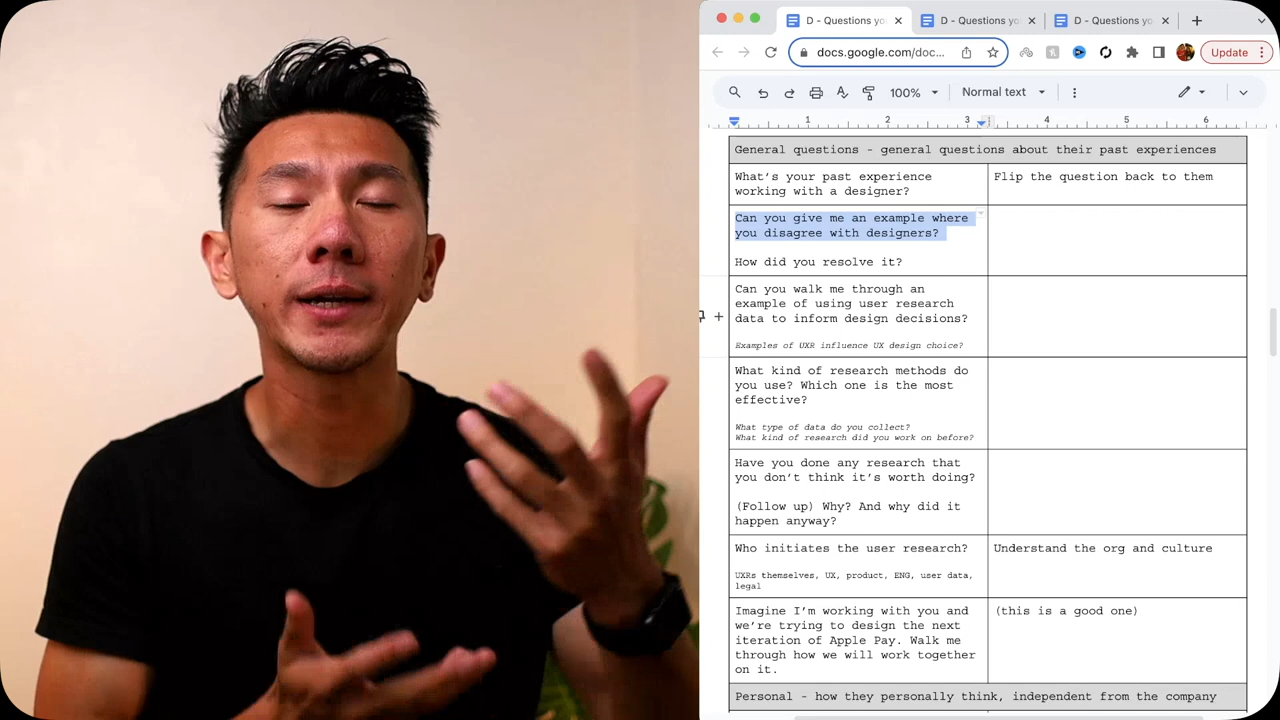 D - Questions yo
D - Questions yo
D - Questions yo
docs.google.com/doc...
Update
100%
Normal text
1 2 3 4 5 6
General questions - general questions about their past experiences
What's your past experience
working with a designer?
Flip the question back to them
Can you give me an example where
you disagree with designers?
How did you resolve it?
Can you walk me through an
example of using user research
data to inform design decisions?
Examples of UXR influence UX design choice?
What kind of research methods do
you use? Which one is the most
effective?
What type of data do you collect?
What kind of research did you work on before?
Have you done any research that
you don't think it's worth doing?
(Follow up) Why? And why did it
happen anyway?
Who initiates the user research?
Understand the org and culture
UXRs themselves, UX, product, ENG, user data,
legal
Imagine I'm working with you and
we're trying to design the next
iteration of Apple Pay. Walk me
through how we will work together
on it.
(this is a good one)
Personal - how they personally think, independent from the company